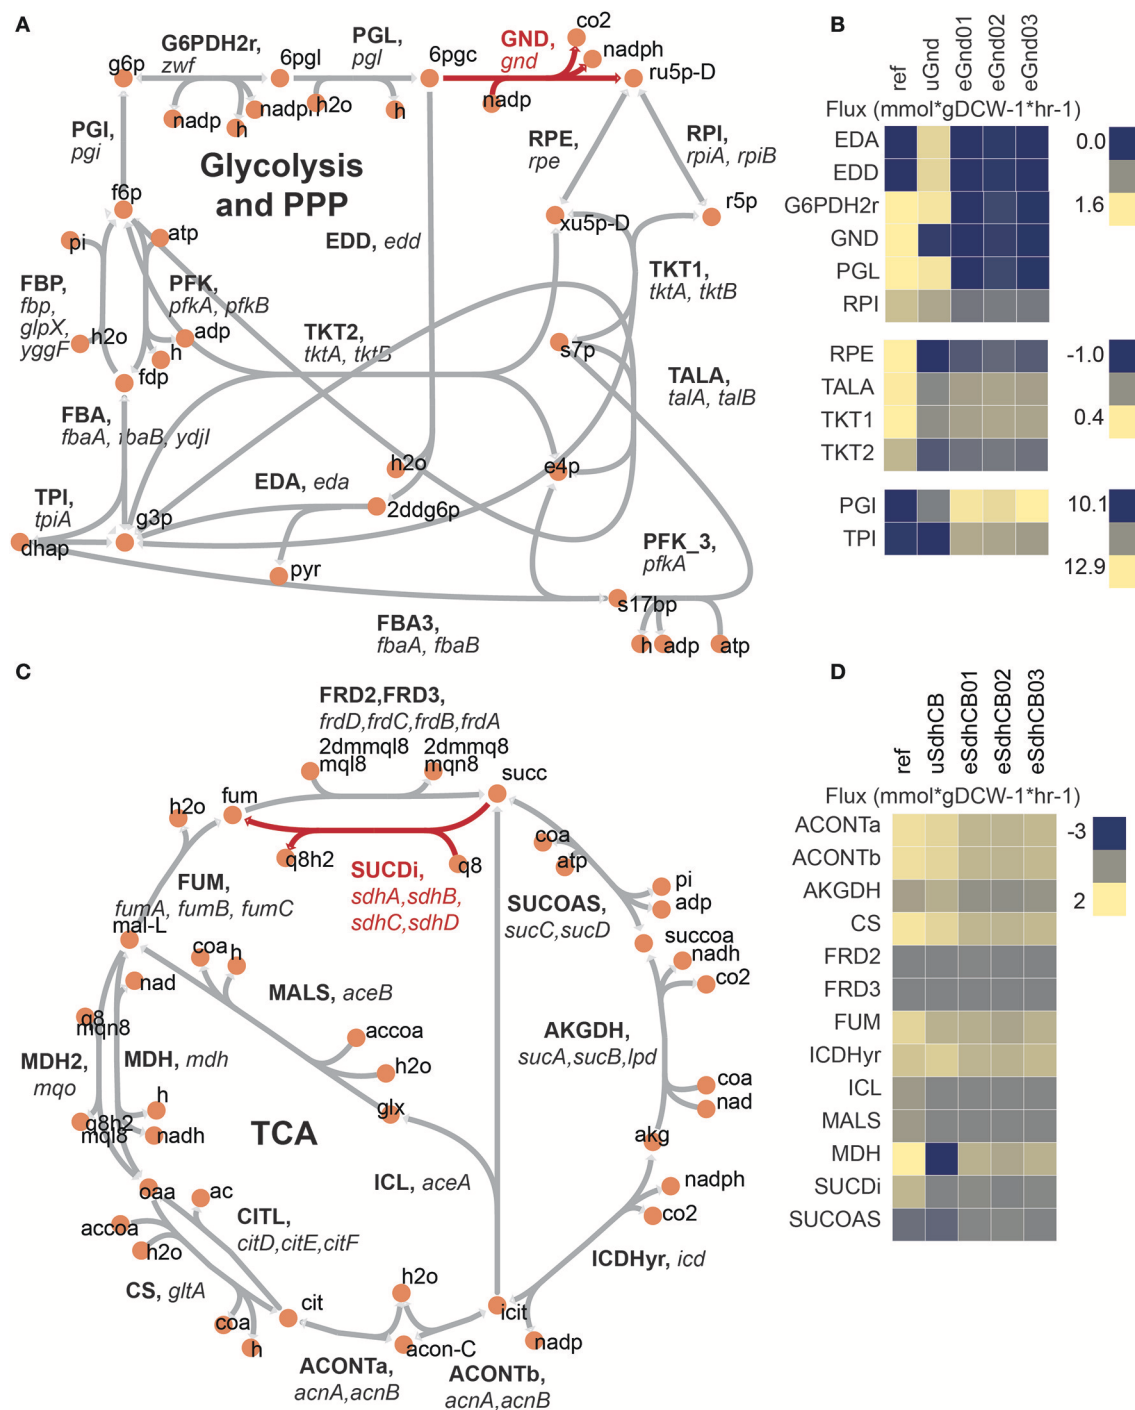 A
G6PDH2r,
zwf
PGL,
pgl
GND,
gnd
co2
nadph
g6p
6pgl
6pgc
ru5p-D
nadp
h
nadph
h2o
h
nadp
PGI,
pgi
Glycolysis
and PPP
RPE,
rpe
RPI,
rpiA, rpiB
f6p
r5p
xu5p-D
pi
atp
EDD, edd
FBP,
fbp,
glpX,
yggF
PFK,
pfkA, pfkB
TKT1,
tktA, tktB
h2o
adp
h
TKT2,
tktA, tktB
s7p
fdp
TALA,
talA, talB
FBA,
fbaA, fbaB, ydjI
h2o
e4p
EDA, eda
TPI,
tpiA
g3p
2ddg6p
dhap
PFK_3,
pfkA
pyr
s17bp
FBA3,
fbaA, fbaB
h
adp
atp
B
ref
uGnd
eGnd01
eGnd02
eGnd03
Flux (mmol*gDCW-1*hr-1)
EDA
EDD
G6PDH2r
GND
PGL
RPI
0.0
1.6
RPE
TALA
TKT1
TKT2
-1.0
0.4
PGI
TPI
10.1
12.9
C
FRD2,FRD3,
frdD,frdC,frdB,frdA
2dmmql8
mql8
2dmmq8
mqn8
succ
fum
h2o
q8h2
SUCDi,
sdhA,sdhB,
sdhC,sdhD
q8
coa
atp
pi
adp
FUM,
fumA, fumB, fumC
SUCOAS,
sucC,sucD
mal-L
succoa
coa
h
nadh
co2
nad
MALS, aceB
q8
mqn8
accoa
AKGDH,
sucA,sucB,lpd
MDH2,
mqo
MDH, mdh
h2o
coa
nad
h
glx
q8h2
mql8
nadh
TCA
akg
ICL, aceA
nadph
oaa
ac
co2
accoa
CITL,
citD,citE,citF
h2o
ICDHyr, icd
CS, gltA
h2o
cit
icit
coa
h
acon-C
nadp
ACONTa,
acnA,acnB
ACONTb,
acnA,acnB
D
ref
uSdhCB
eSdhCB01
eSdhCB02
eSdhCB03
Flux (mmol*gDCW-1*hr-1)
ACONTa
ACONTb
AKGDH
CS
FRD2
FRD3
FUM
ICDHyr
ICL
MALS
MDH
SUCDi
SUCOAS
-3
2